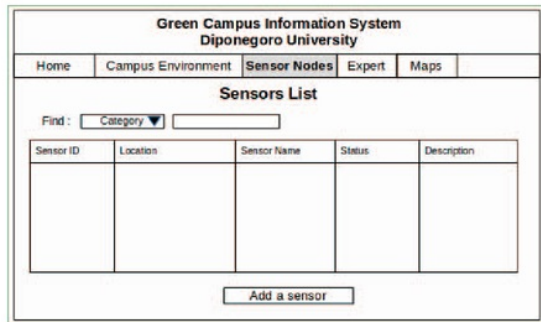 Green Campus Information System
Diponegoro University
Home Campus Environment Sensor Nodes Expert Maps
Sensors List
Find : Category
Sensor ID Location Sensor Name Status Description
Add a sensor